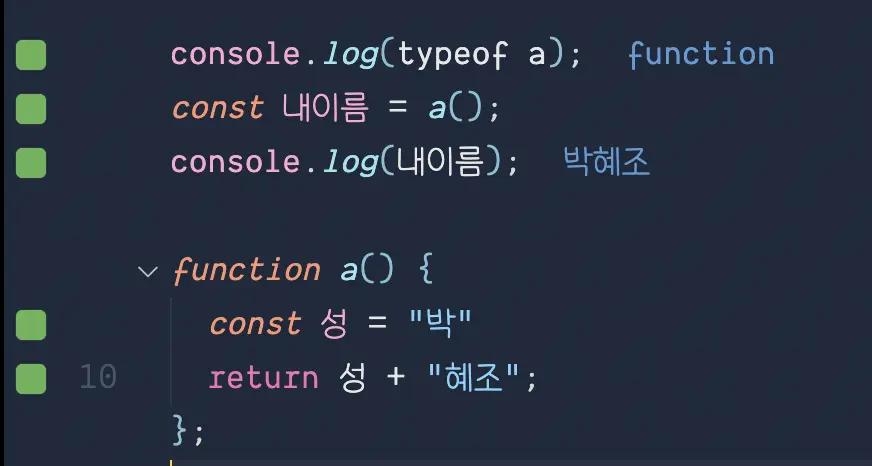 console.log(typeof a); function
const 내이름 = a();
console.log(내이름); 박혜조
function a() {
const 성 = "박"
10 return 성 + "혜조";
};